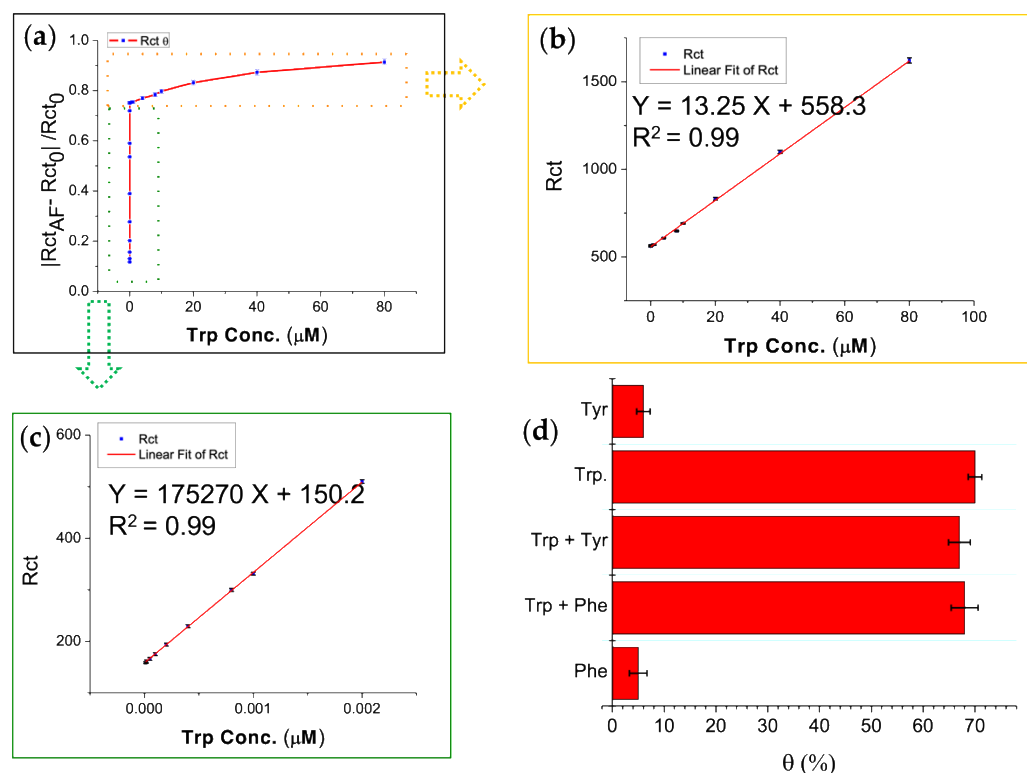 (a)
Rct θ
1.0
0.8
0.6
0.4
0.2
0.0
|Rct_AF - Rct_0| /Rct_0
0 20 40 60 80
Trp Conc. (μM)
(b)
Rct
Linear Fit of Rct
Y = 13.25 X + 558.3
R² = 0.99
1500
1000
500
Rct
0 20 40 60 80 100
Trp Conc. (μM)
(c)
Rct
Linear Fit of Rct
Y = 175270 X + 150.2
R² = 0.99
600
400
200
Rct
0.000 0.001 0.002
Trp Conc. (μM)
(d)
Tyr
Trp.
Trp + Tyr
Trp + Phe
Phe
0 10 20 30 40 50 60 70
θ (%)